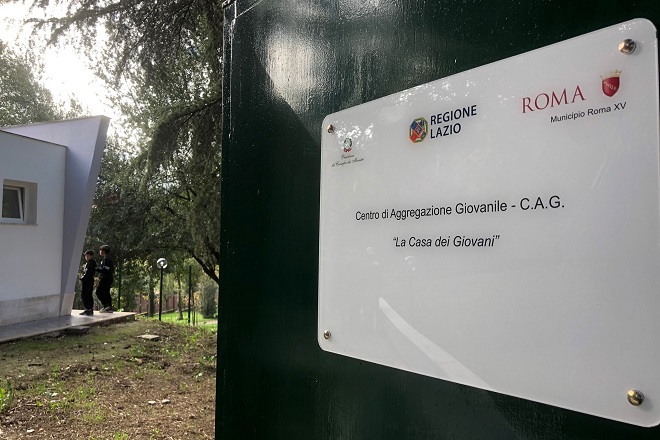 REGIONE
LAZIO
ROMA
Municipio Roma XV
Centro di Aggregazione Giovanile - C.A.G.
"La Casa dei Giovani"